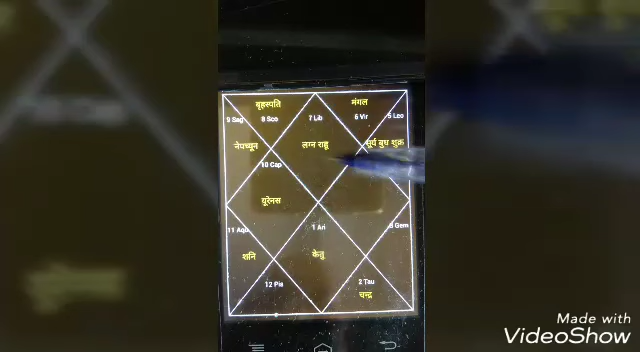 बृहस्पति
मंगल
9 Sag
8 Sco
7 Lib
6 Vir
5 Leo
नेपच्यून
लग्न राहू
सूर्य बुध शुक्र
10 Cap
यूरेनस
11 Aqu
1 Ari
3 Gem
शनि
केतु
12 Pis
2 Tau
चन्द्र
Made with
VideoShow